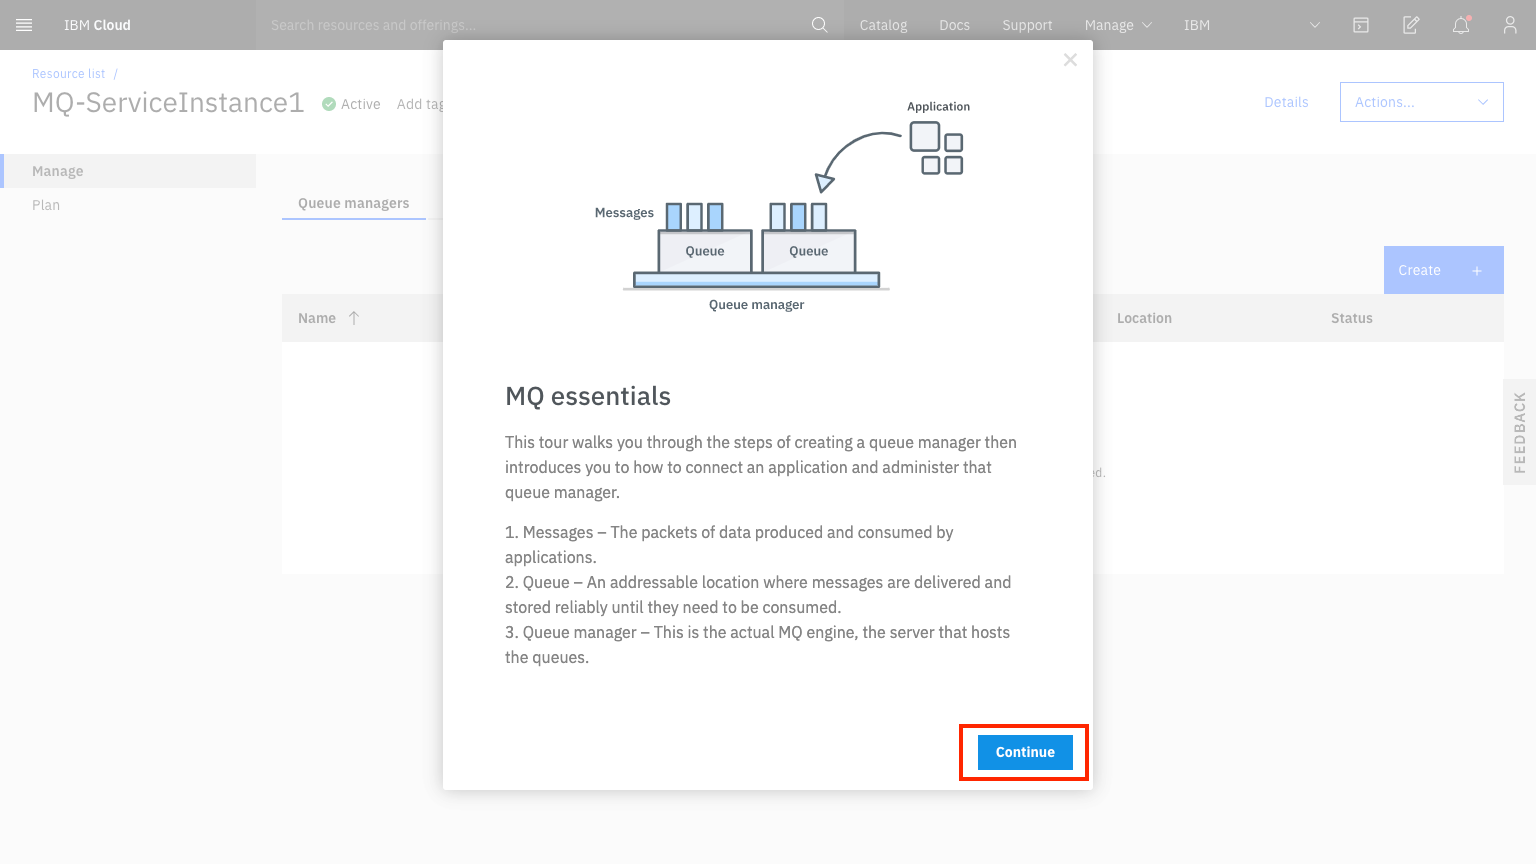 IBM Cloud
Search resources and offerings...
Catalog
Docs
Support
Manage
IBM
Resource list /
MQ-ServiceInstance1
Active
Add tag
Details
Actions...
Manage
Plan
Queue managers
Create +
Name
Location
Status
FEEDBACK
Application
Messages
Queue
Queue
Queue manager
MQ essentials
This tour walks you through the steps of creating a queue manager then
introduces you to how to connect an application and administer that
queue manager.
1. Messages – The packets of data produced and consumed by
applications.
2. Queue – An addressable location where messages are delivered and
stored reliably until they need to be consumed.
3. Queue manager – This is the actual MQ engine, the server that hosts
the queues.
Continue